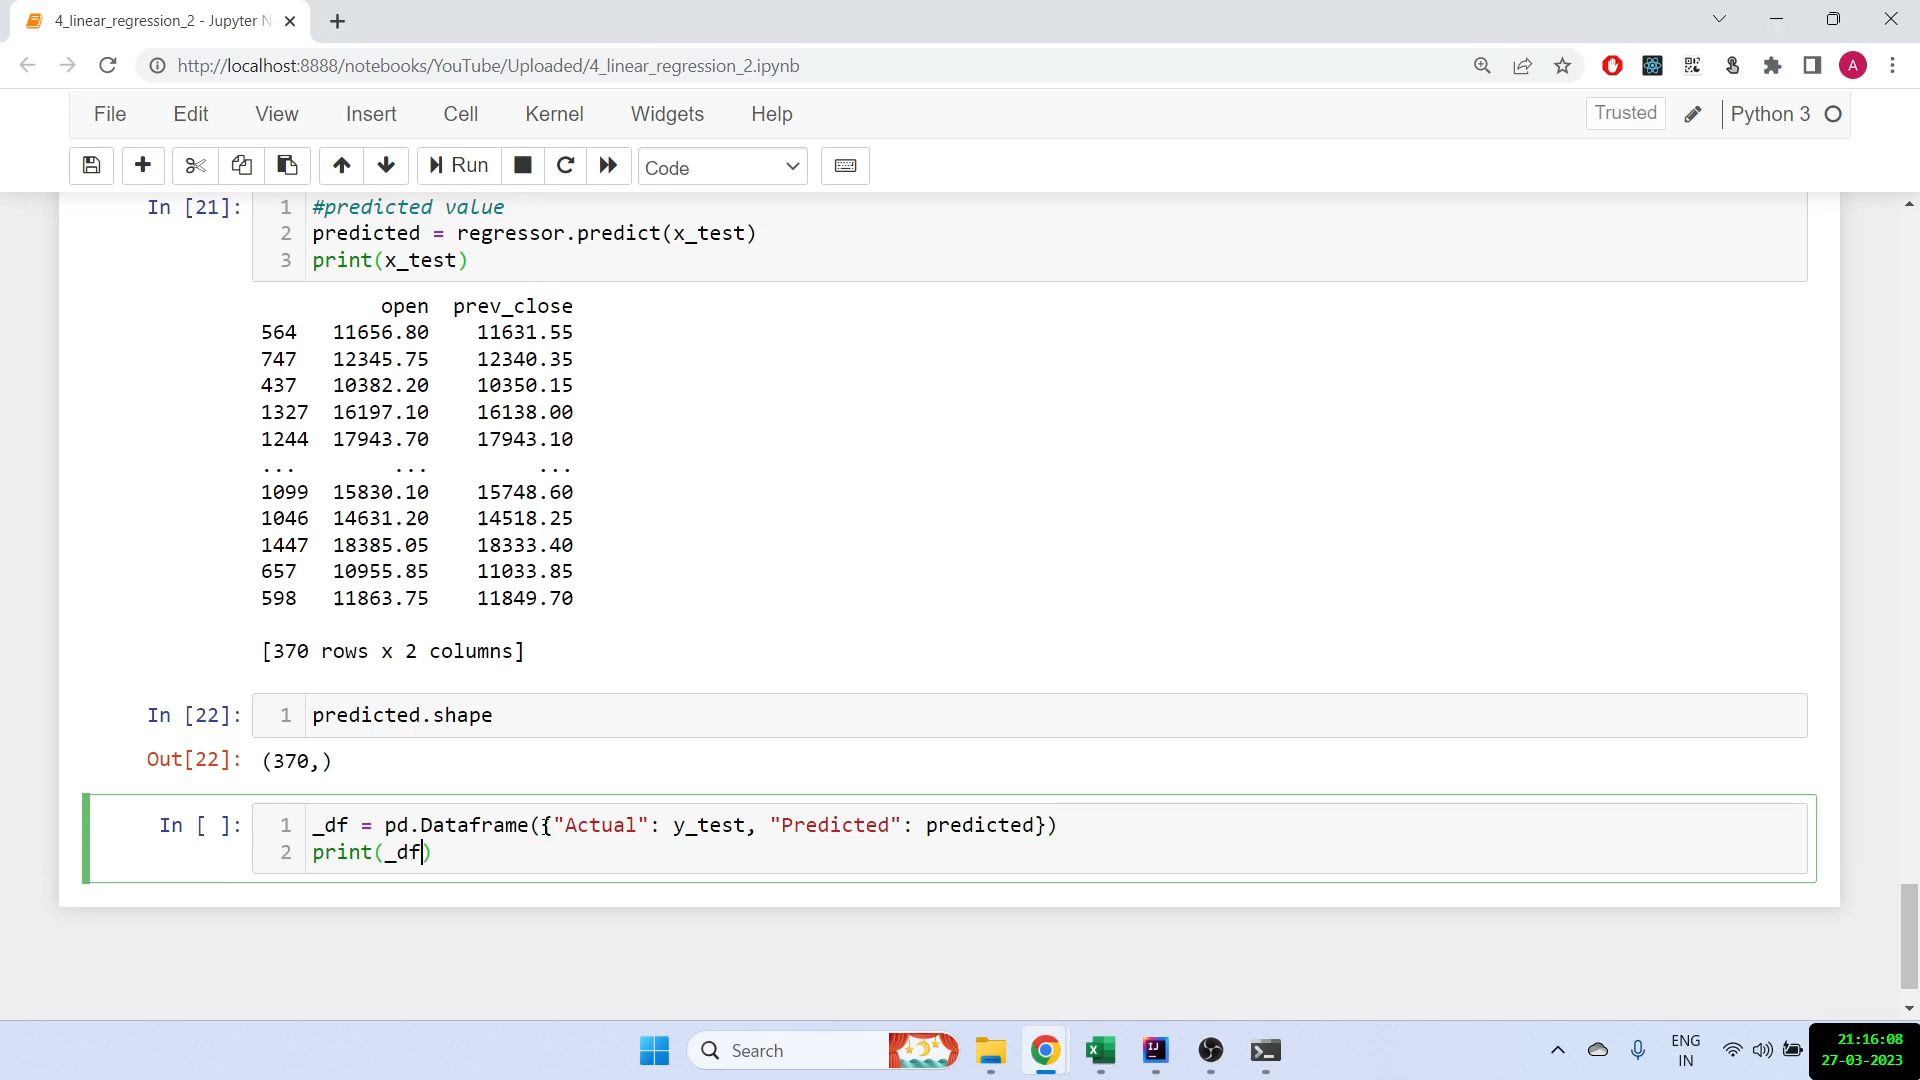 4_linear_regression_2 - Jupyter N
http://localhost:8888/notebooks/YouTube/Uploaded/4_linear_regression_2.ipynb
A
File Edit View Insert Cell Kernel Widgets Help
Trusted Python 3
Run Code
In [21]:
1 #predicted value
2 predicted = regressor.predict(x_test)
3 print(x_test)
open prev_close
564 11656.80 11631.55
747 12345.75 12340.35
437 10382.20 10350.15
1327 16197.10 16138.00
1244 17943.70 17943.10
... ... ...
1099 15830.10 15748.60
1046 14631.20 14518.25
1447 18385.05 18333.40
657 10955.85 11033.85
598 11863.75 11849.70
[370 rows x 2 columns]
In [22]: 1 predicted.shape
Out[22]: (370,)
In [ ]: 1 _df = pd.Dataframe({"Actual": y_test, "Predicted": predicted})
2 print(_df)
Search
IJ
ENG
IN
21:16:08
27-03-2023